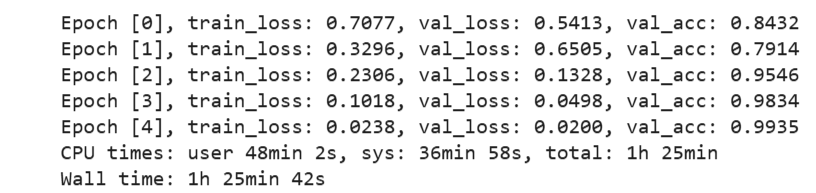 Epoch [0], train_loss: 0.7077, val_loss: 0.5413, val_acc: 0.8432
Epoch [1], train_loss: 0.3296, val_loss: 0.6505, val_acc: 0.7914
Epoch [2], train_loss: 0.2306, val_loss: 0.1328, val_acc: 0.9546
Epoch [3], train_loss: 0.1018, val_loss: 0.0498, val_acc: 0.9834
Epoch [4], train_loss: 0.0238, val_loss: 0.0200, val_acc: 0.9935
CPU times: user 48min 2s, sys: 36min 58s, total: 1h 25min
Wall time: 1h 25min 42s